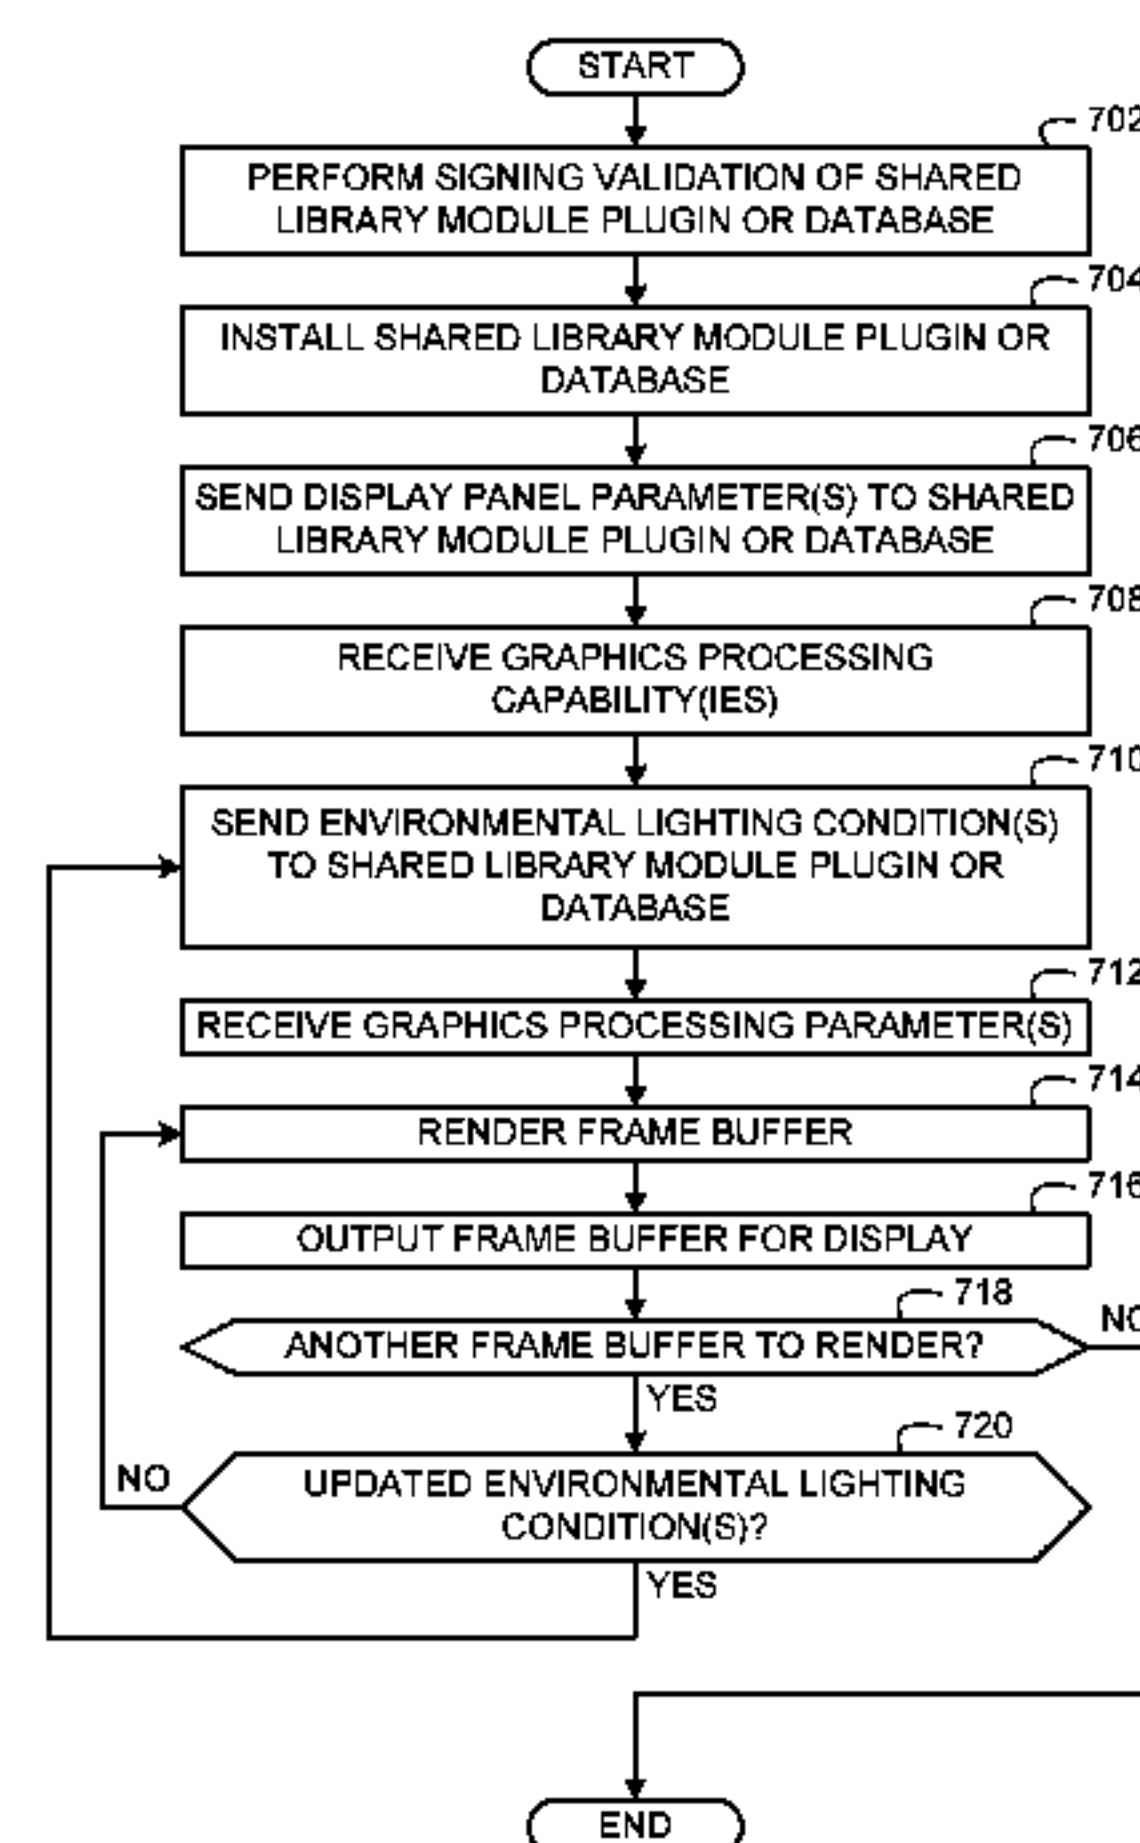 START
702
PERFORM SIGNING VALIDATION OF SHARED
LIBRARY MODULE PLUGIN OR DATABASE
704
INSTALL SHARED LIBRARY MODULE PLUGIN OR
DATABASE
706
SEND DISPLAY PANEL PARAMETER(S) TO SHARED
LIBRARY MODULE PLUGIN OR DATABASE
708
RECEIVE GRAPHICS PROCESSING
CAPABILITY(IES)
710
SEND ENVIRONMENTAL LIGHTING CONDITION(S)
TO SHARED LIBRARY MODULE PLUGIN OR
DATABASE
712
RECEIVE GRAPHICS PROCESSING PARAMETER(S)
714
RENDER FRAME BUFFER
716
OUTPUT FRAME BUFFER FOR DISPLAY
718
ANOTHER FRAME BUFFER TO RENDER?
NO
YES
720
UPDATED ENVIRONMENTAL LIGHTING
CONDITION(S)?
NO
YES
END